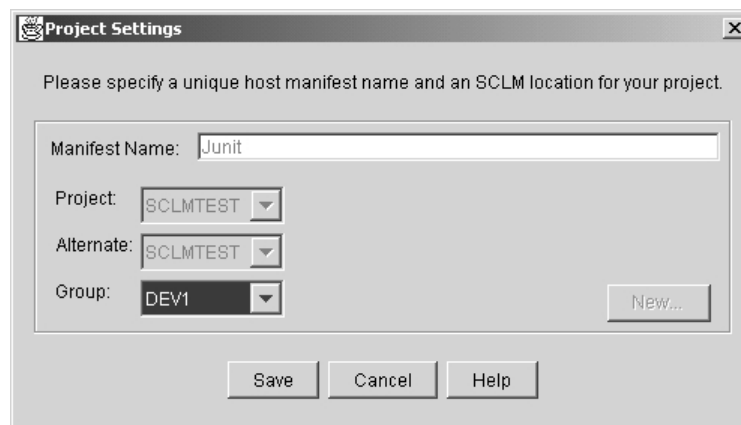 Project Settings
Please specify a unique host manifest name and an SCLM location for your project.
Manifest Name: Junit
Project: SCLMTEST
Alternate: SCLMTEST
Group: DEV1
New...
Save Cancel Help